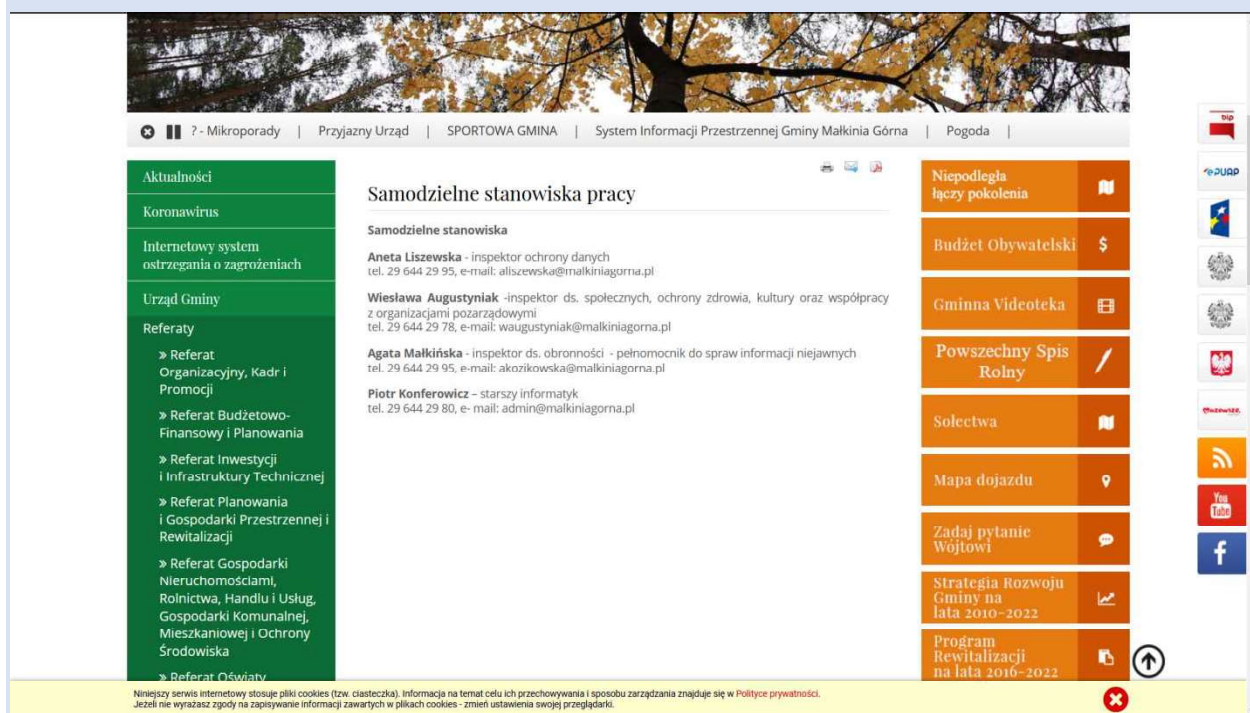 ? - Mikroporady | Przyjazny Urząd | SPORTOWA GMINA | System Informacji Przestrzennej Gminy Małkinia Górna | Pogoda |
Aktualności
Koronawirus
Internetowy system
ostrzegania o zagrożeniach
Urząd Gminy
Referaty
» Referat
Organizacyjny, Kadr i
Promocji
» Referat Budżetowo-
Finansowy i Planowania
» Referat Inwestycji
i Infrastruktury Technicznej
» Referat Planowania
i Gospodarki Przestrzennej i
Rewitalizacji
» Referat Gospodarki
Nieruchomościami,
Rolnictwa, Handlu i Usług,
Gospodarki Komunalnej,
Mieszkaniowej i Ochrony
Środowiska
» Referat Oświaty
Samodzielne stanowiska pracy
Samodzielne stanowiska
Aneta Liszewska - inspektor ochrony danych
tel. 29 644 29 95, e-mail: aliszewska@malkiniagorna.pl
Wiesława Augustyniak -inspektor ds. społecznych, ochrony zdrowia, kultury oraz współpracy
z organizacjami pozarządowymi
tel. 29 644 29 78, e-mail: waugustyniak@malkiniagorna.pl
Agata Małkińska - inspektor ds. obronności - pełnomocnik do spraw informacji niejawnych
tel. 29 644 29 95, e-mail: akozikowska@malkiniagorna.pl
Piotr Konferowicz – starszy informatyk
tel. 29 644 29 80, e- mail: admin@malkiniagorna.pl
Niepodległa
łączy pokolenia
Budżet Obywatelski
Gminna Videoteka
Powszechny Spis
Rolny
Sołectwa
Mapa dojazdu
Zadaj pytanie
Wójtowi
Strategia Rozwoju
Gminy na
lata 2010-2022
Program
Rewitalizacji
na lata 2016-2022
bip
ePUAP
You
Tube
f
Niniejszy serwis internetowy stosuje pliki cookies (tzw. ciasteczka). Informacja na temat celu ich przechowywania i sposobu zarządzania znajduje się w Polityce prywatności.
Jeżeli nie wyrażasz zgody na zapisywanie informacji zawartych w plikach cookies - zmień ustawienia swojej przeglądarki.